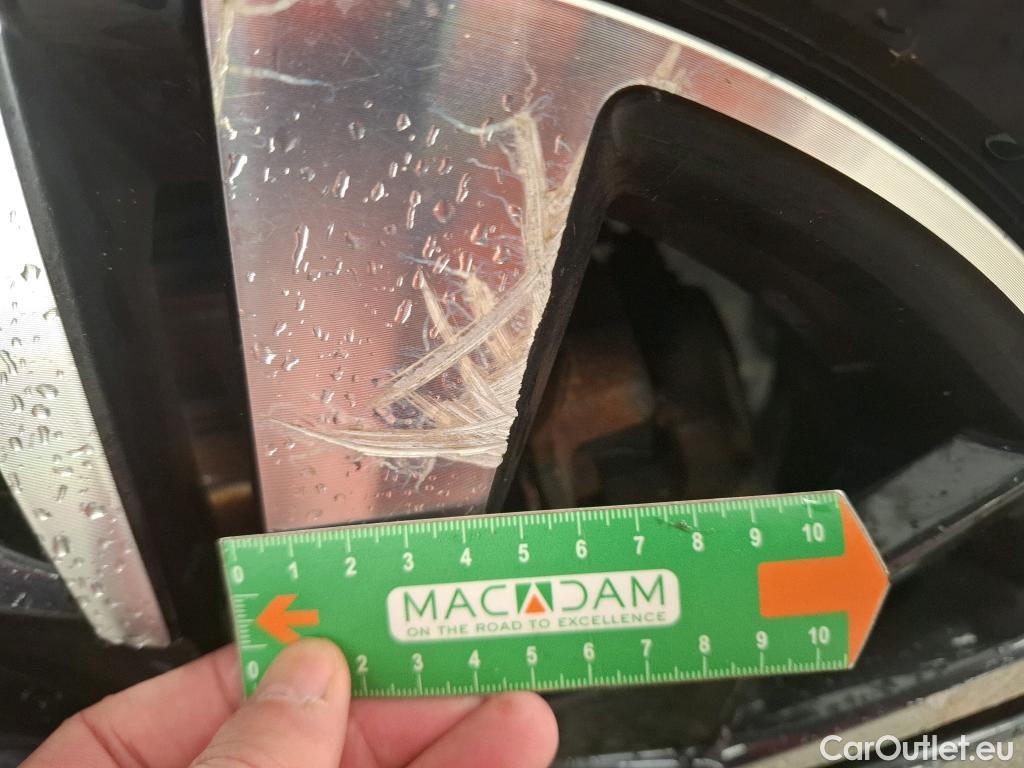 0 1 2 3 4 5 6 7 8 9 10
MACADAM
ON THE ROAD TO EXCELLENCE
0 2 3 4 5 6 7 8 9 10
CarOutlet.eu